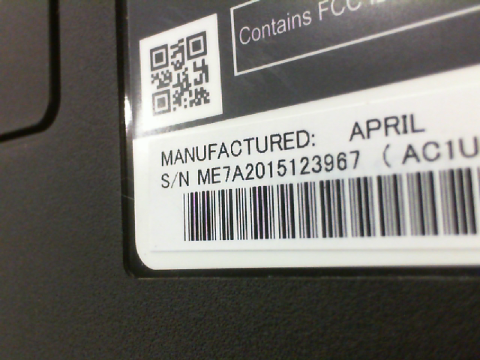 Contains FCC
MANUFACTURED: APRIL
S/N ME7A2015123967 ( AC1U